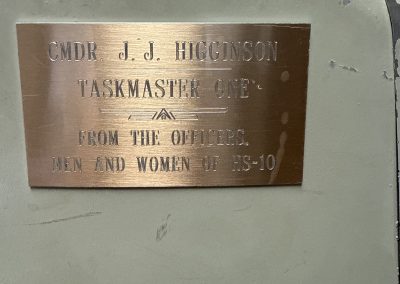 CMDR. J. J. HIGGINSON
TASKMASTER ONE
FROM THE OFFICERS,
MEN AND WOMEN OF HS-10